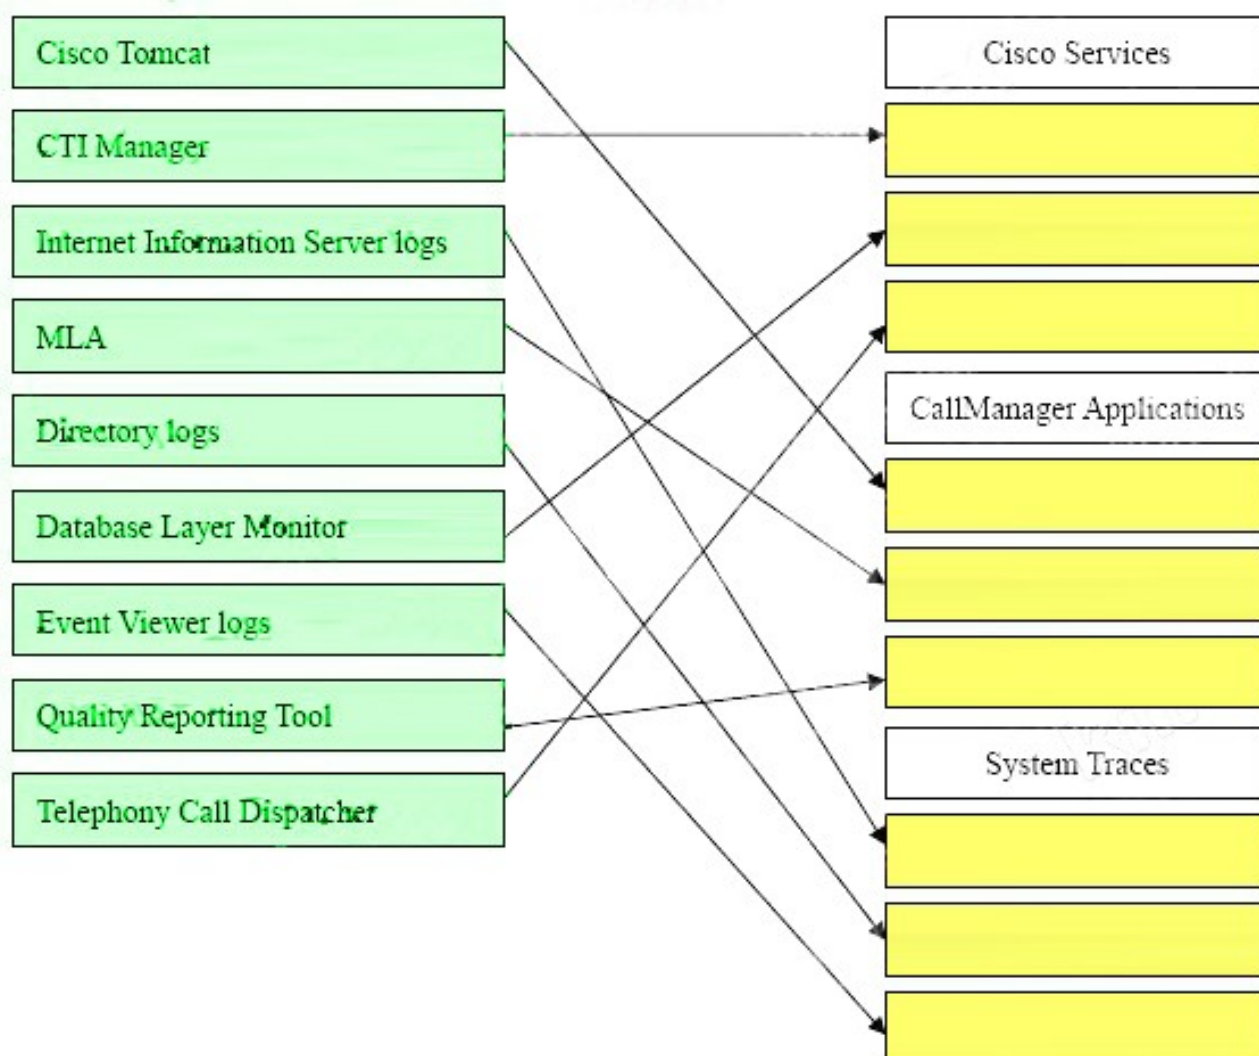 Cisco Tomcat
CTI Manager
Internet Information Server logs
MLA
Directory logs
Database Layer Monitor
Event Viewer logs
Quality Reporting Tool
Telephony Call Dispatcher
Cisco Services
CallManager Applications
System Traces